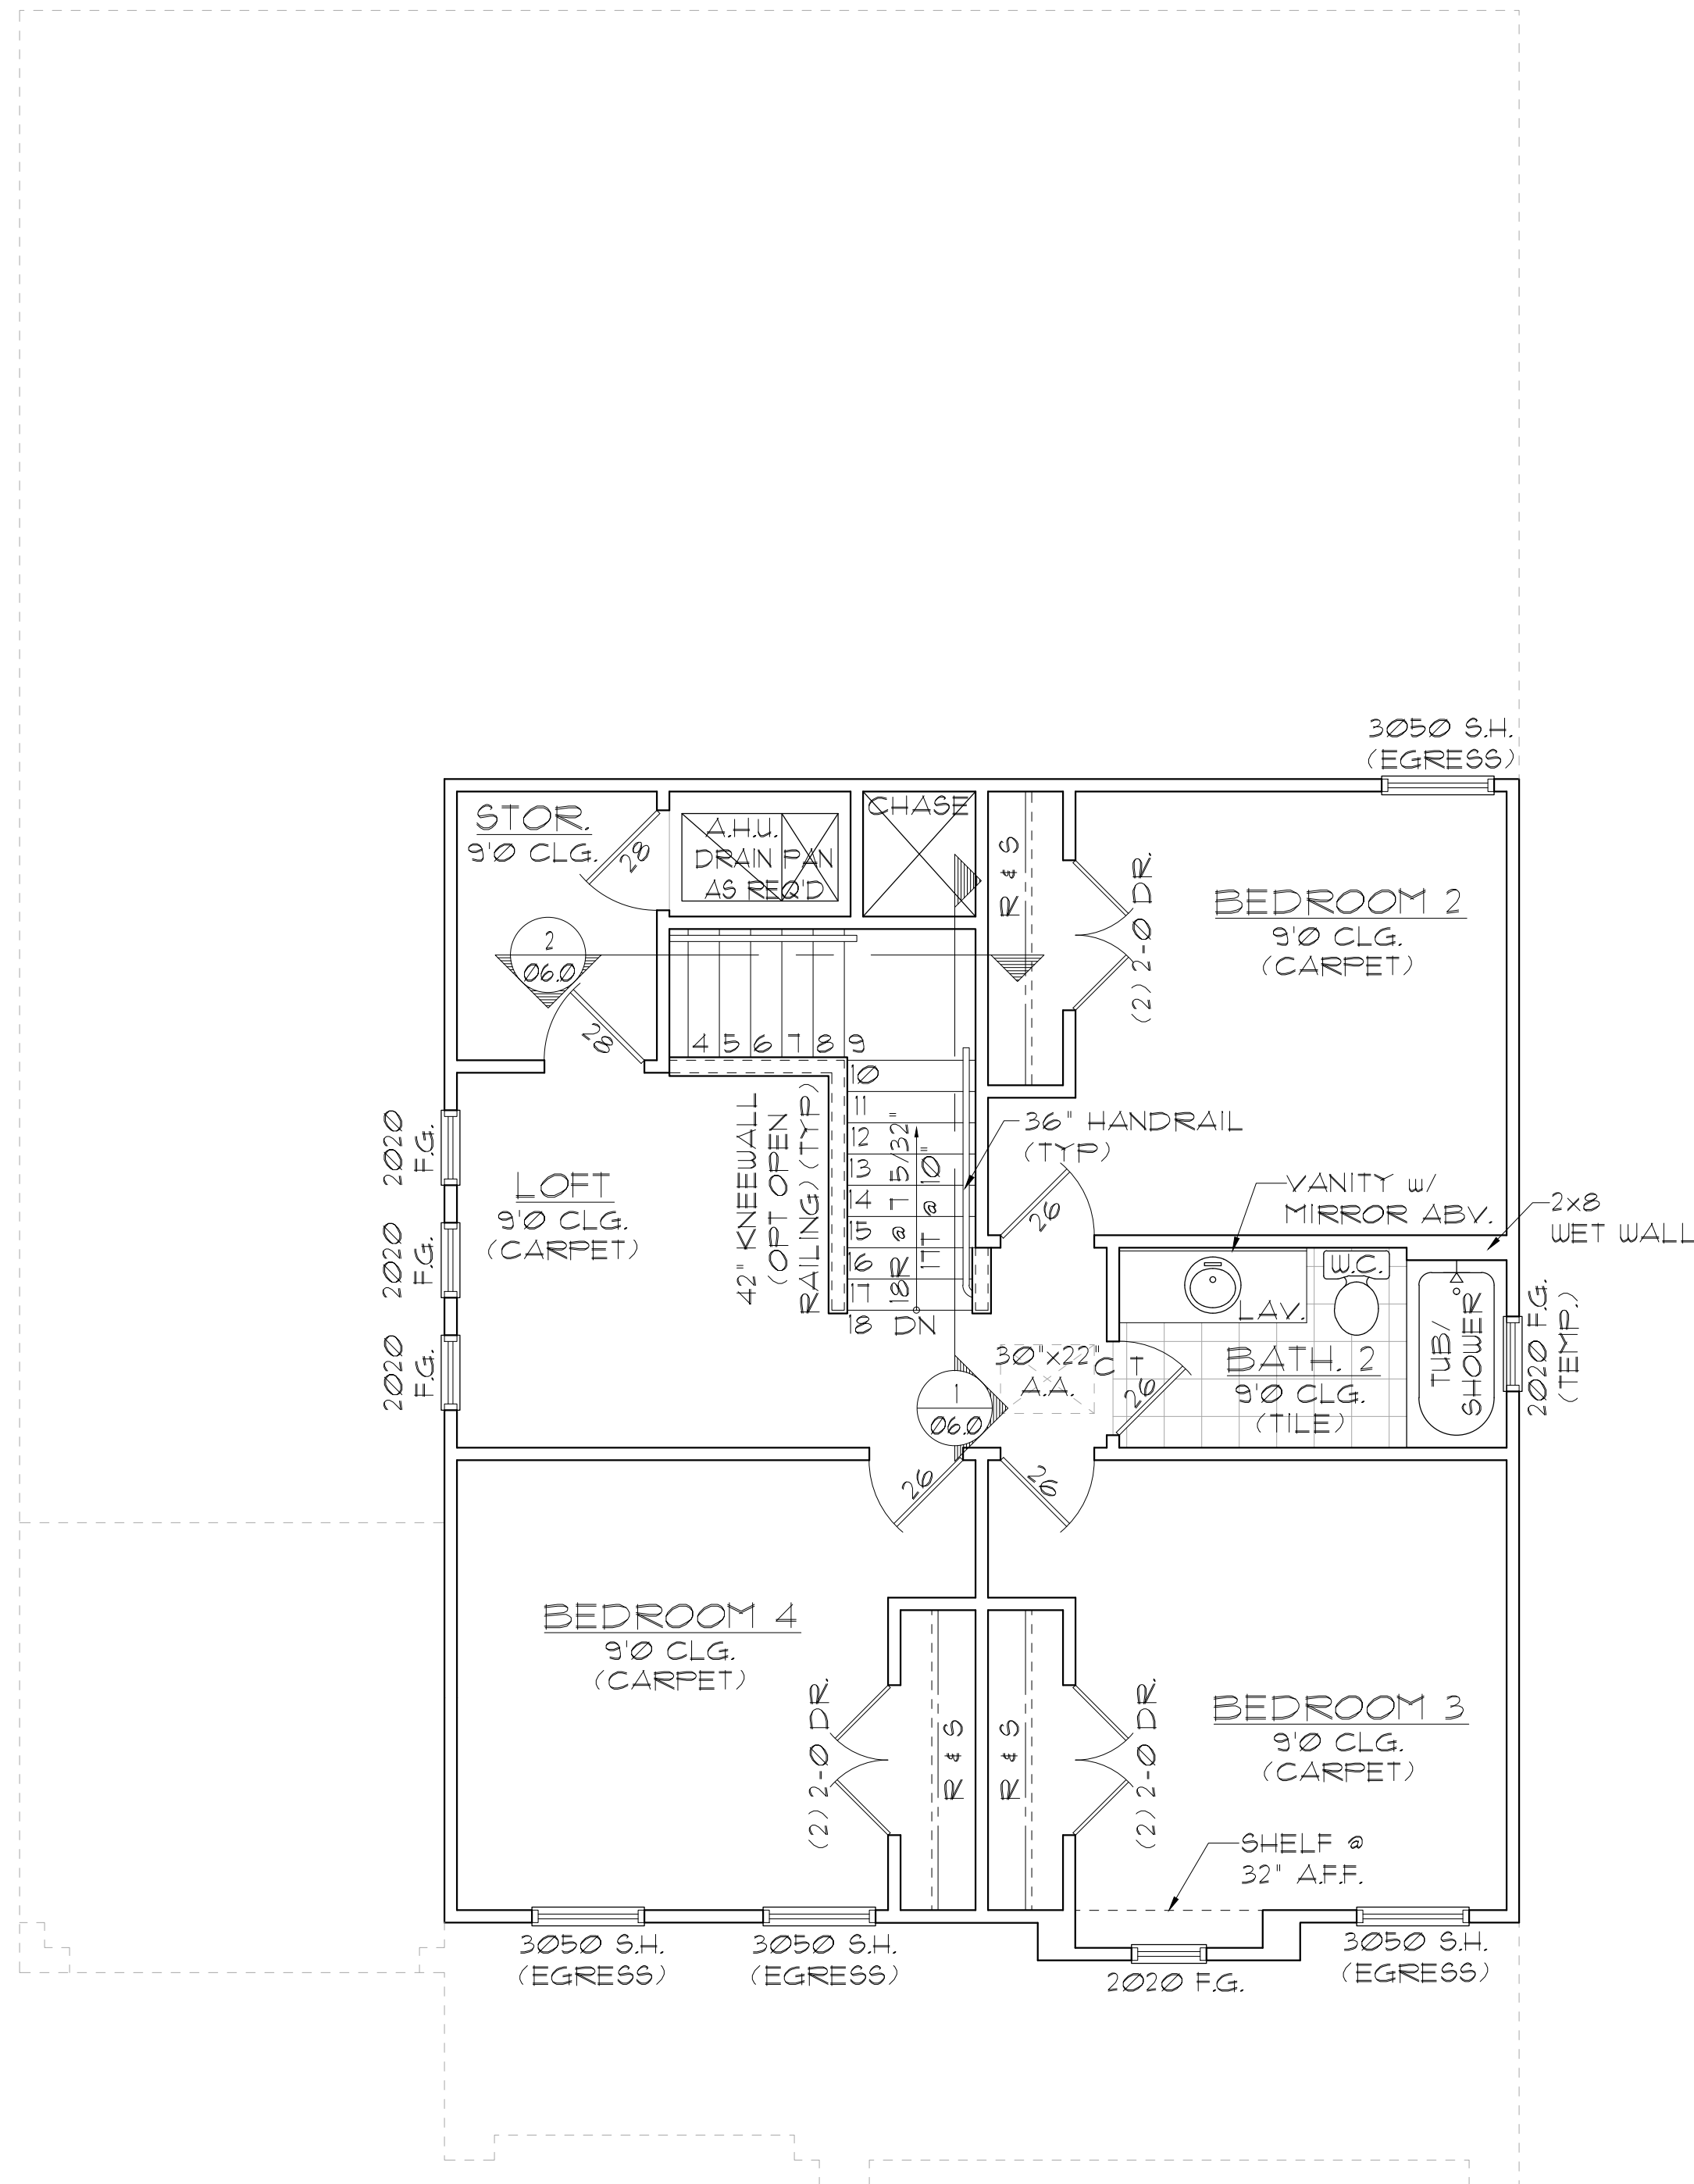 3050 S.H.
(EGRESS)
STOR.
9'0 CLG.
28
A.H.U.
DRAIN PAN
AS REQ'D
CHASE
R & S
(2) 2-0 DR.
BEDROOM 2
9'0 CLG.
(CARPET)
2
06.0
28
4 5 6 7 8 9
10
11
12
13
14
15
16
17
18 DN
18R @ 7 5/32"
17T @ 10"
42" KNEEWALL
(OPT OPEN
RAILING) (TYP)
36" HANDRAIL
(TYP)
26
2020
F.G.
2020
F.G.
2020
F.G.
LOFT
9'0 CLG.
(CARPET)
VANITY w/
MIRROR ABV.
2x8
WET WALL
W.C.
LAV.
TUB/
SHOWER
2020 F.G.
(TEMP.)
BATH. 2
9'0 CLG.
(TILE)
26
30"x22"
A.A.
C T
1
06.0
26
26
BEDROOM 4
9'0 CLG.
(CARPET)
(2) 2-0 DR.
R & S
R & S
(2) 2-0 DR.
BEDROOM 3
9'0 CLG.
(CARPET)
SHELF @
32" A.F.F.
3050 S.H.
(EGRESS)
3050 S.H.
(EGRESS)
2020 F.G.
3050 S.H.
(EGRESS)